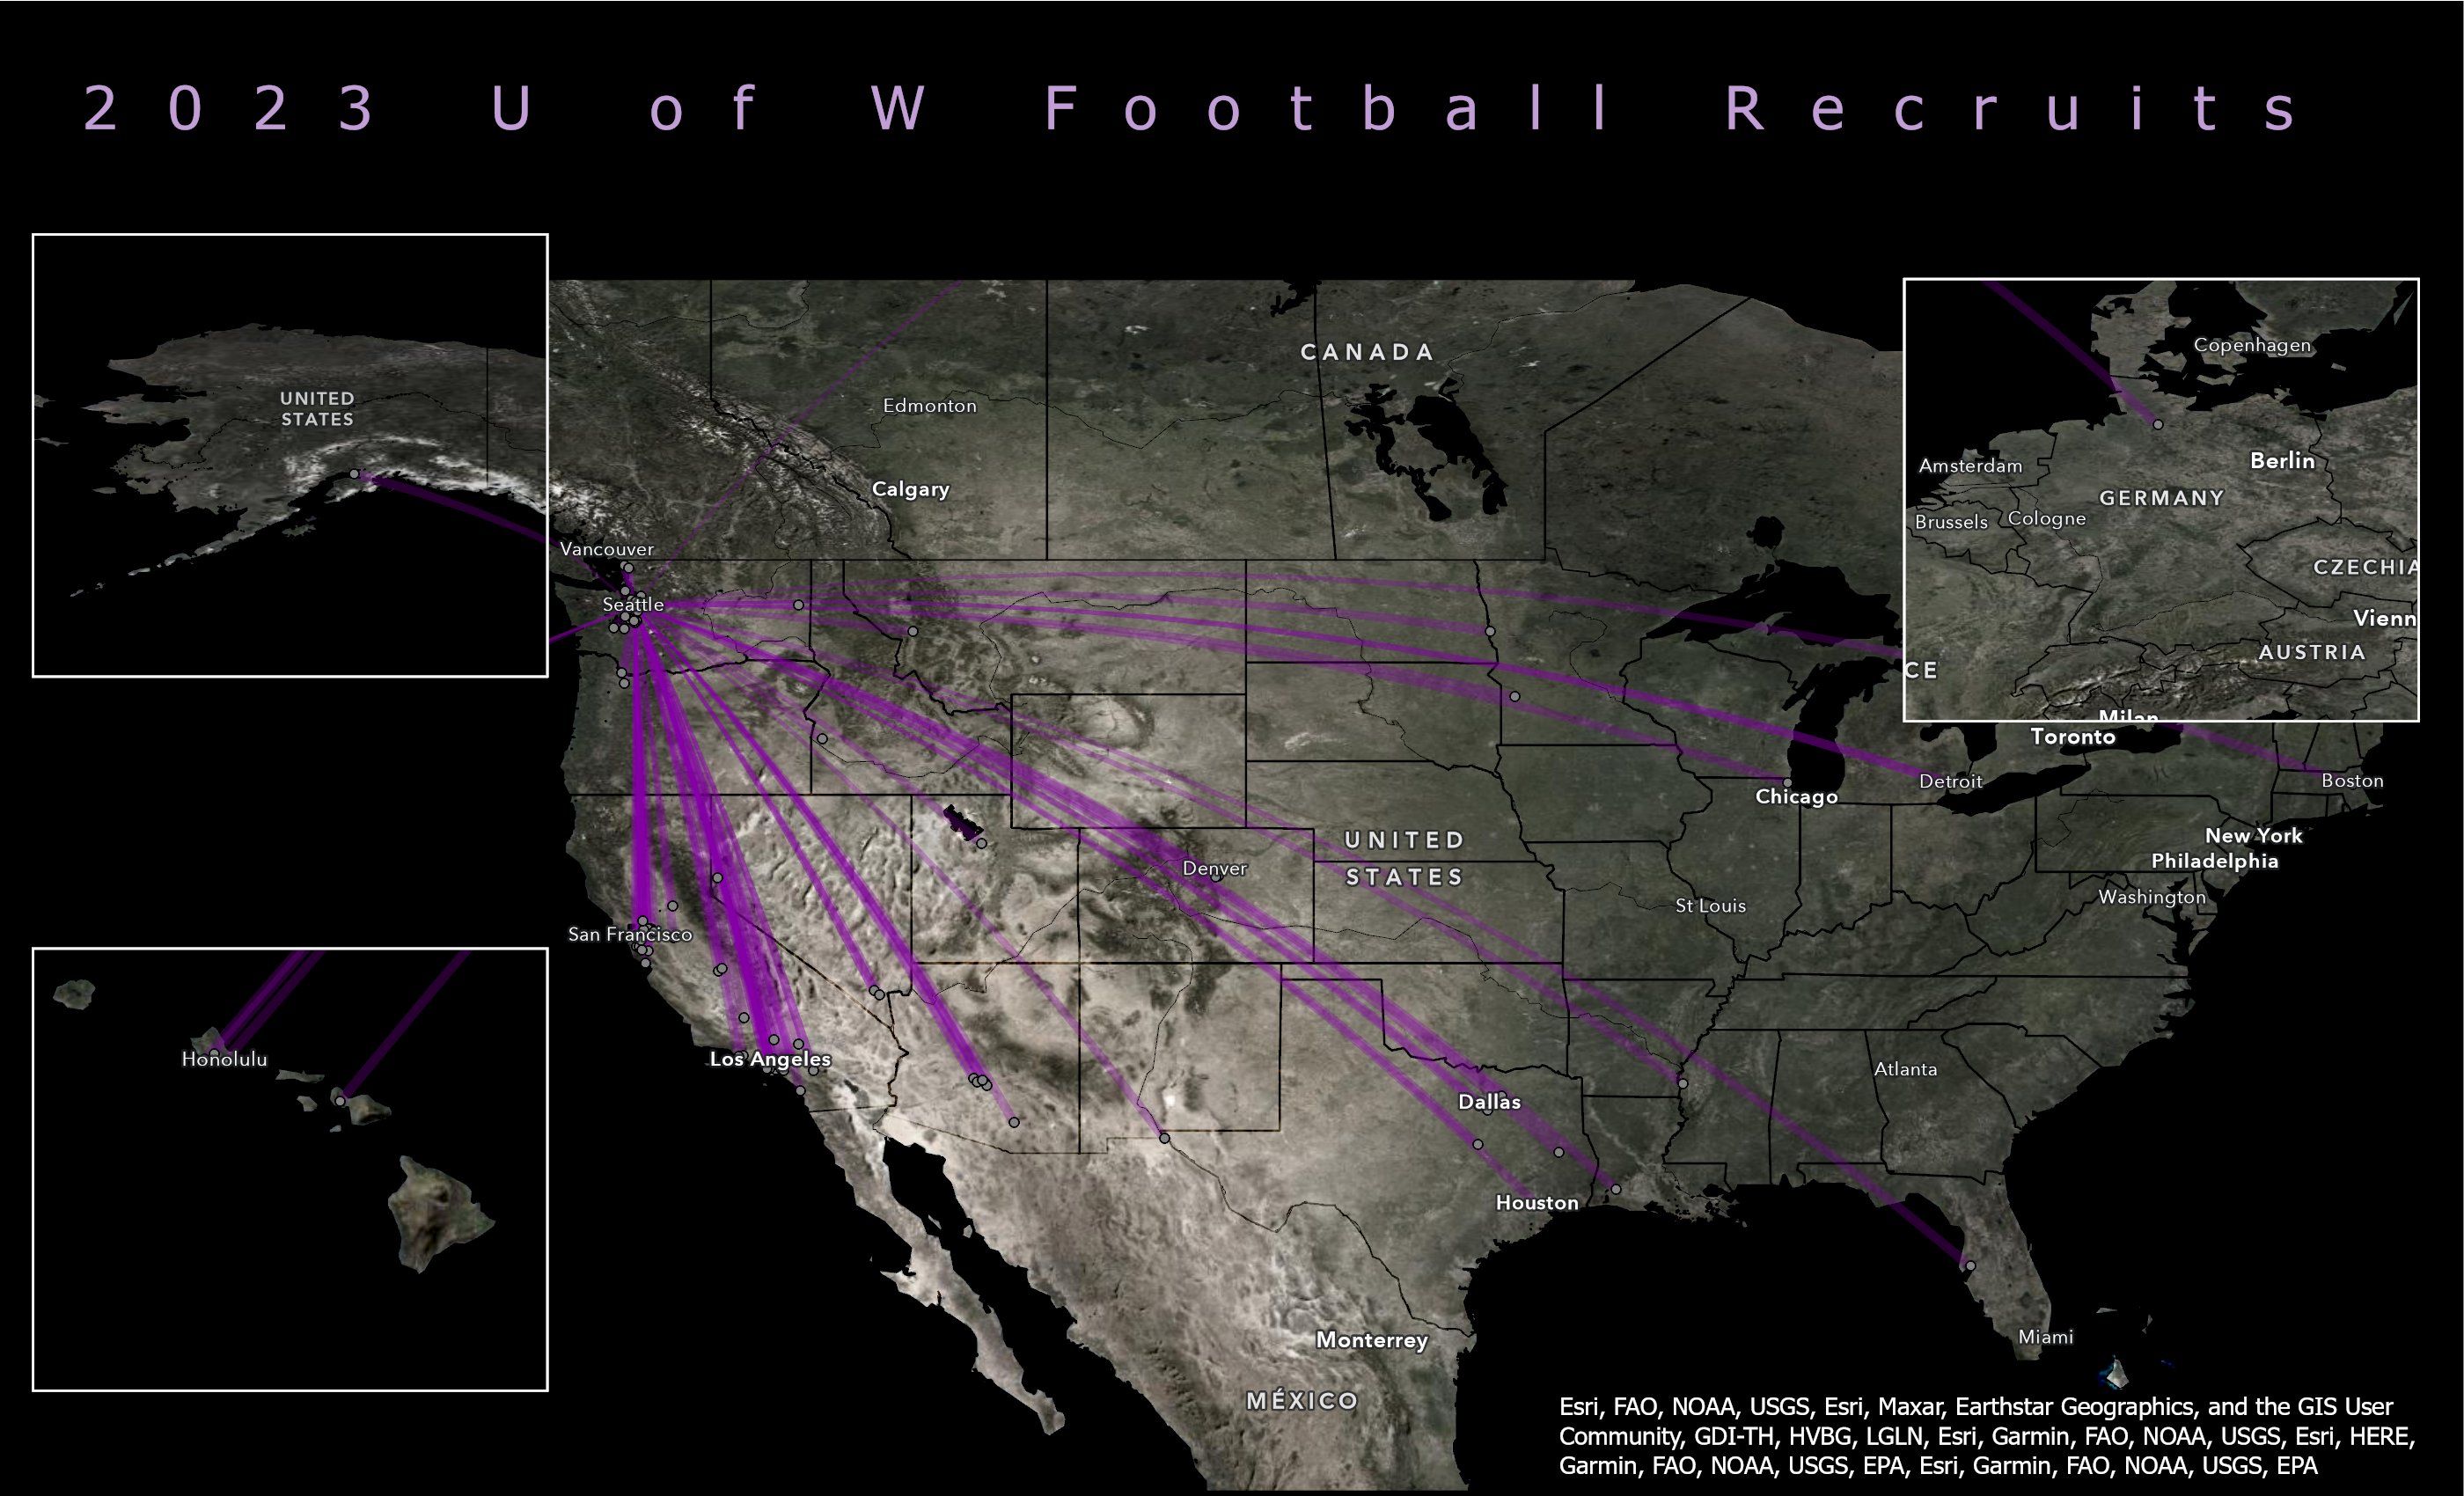 2023 U of W Football Recruits
UNITED
STATES
CANADA
Edmonton
Calgary
Vancouver
Seattle
Copenhagen
Amsterdam
Berlin
GERMANY
Brussels
Cologne
CZECHIA
Vienn
AUSTRIA
CE
Milan
Toronto
Detroit
Boston
Chicago
New York
Philadelphia
UNITED
STATES
Denver
Washington
St Louis
San Francisco
Honolulu
Los Angeles
Atlanta
Dallas
Houston
Miami
Monterrey
MÉXICO
Esri, FAO, NOAA, USGS, Esri, Maxar, Earthstar Geographics, and the GIS User
Community, GDI-TH, HVBG, LGLN, Esri, Garmin, FAO, NOAA, USGS, Esri, HERE,
Garmin, FAO, NOAA, USGS, EPA, Esri, Garmin, FAO, NOAA, USGS, EPA